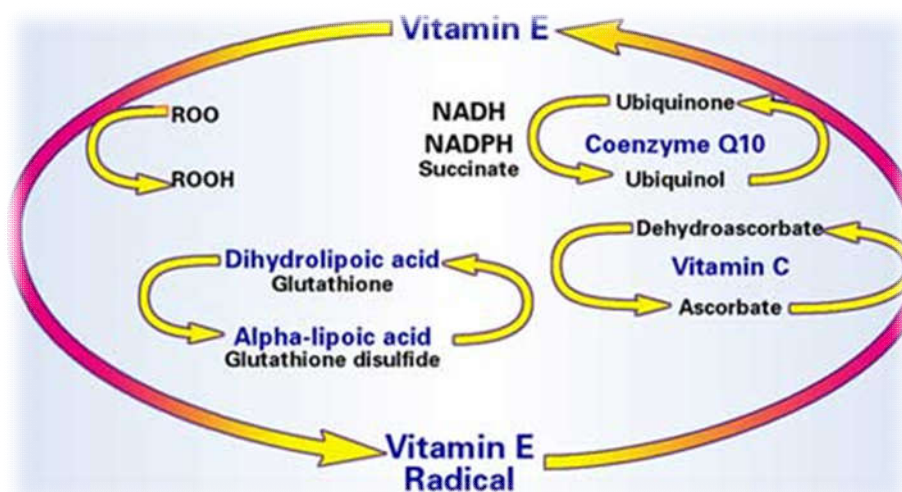 Vitamin E
ROO
ROOH
NADH
NADPH
Succinate
Ubiquinone
Coenzyme Q10
Ubiquinol
Dehydroascorbate
Vitamin C
Ascorbate
Dihydrolipoic acid
Glutathione
Alpha-lipoic acid
Glutathione disulfide
Vitamin E
Radical